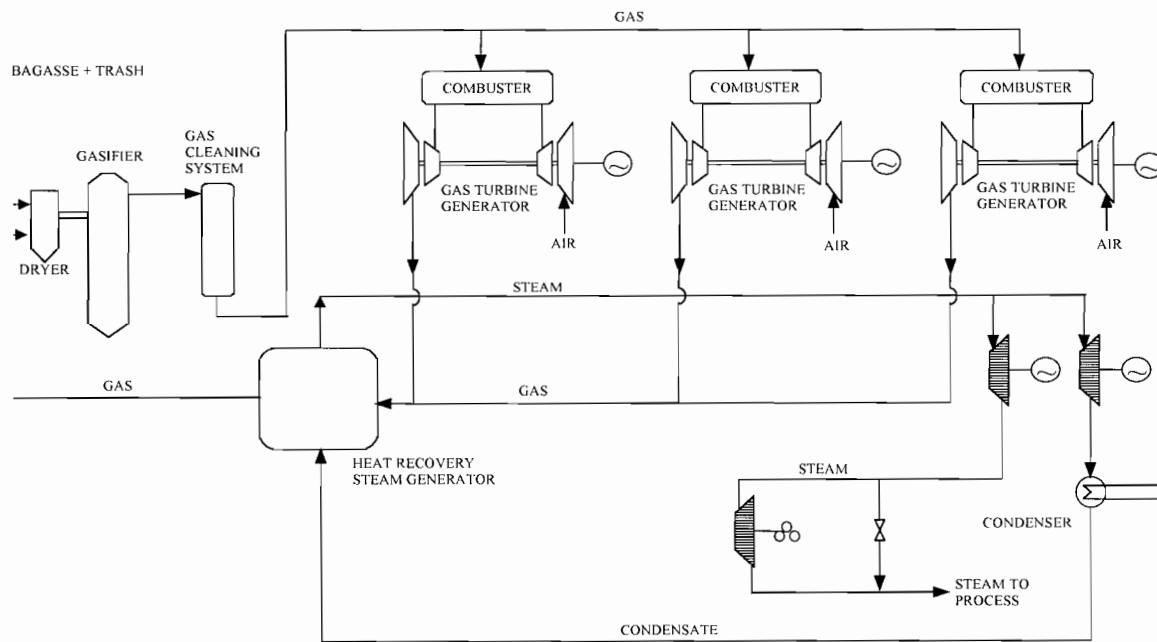 GAS
BAGASSE + TRASH
COMBUSTER
COMBUSTER
COMBUSTER
GAS
CLEANING
SYSTEM
GASIFIER
GAS TURBINE
GENERATOR
GAS TURBINE
GENERATOR
GAS TURBINE
GENERATOR
AIR
AIR
AIR
DRYER
STEAM
GAS
GAS
HEAT RECOVERY
STEAM GENERATOR
STEAM
CONDENSER
STEAM TO
PROCESS
CONDENSATE